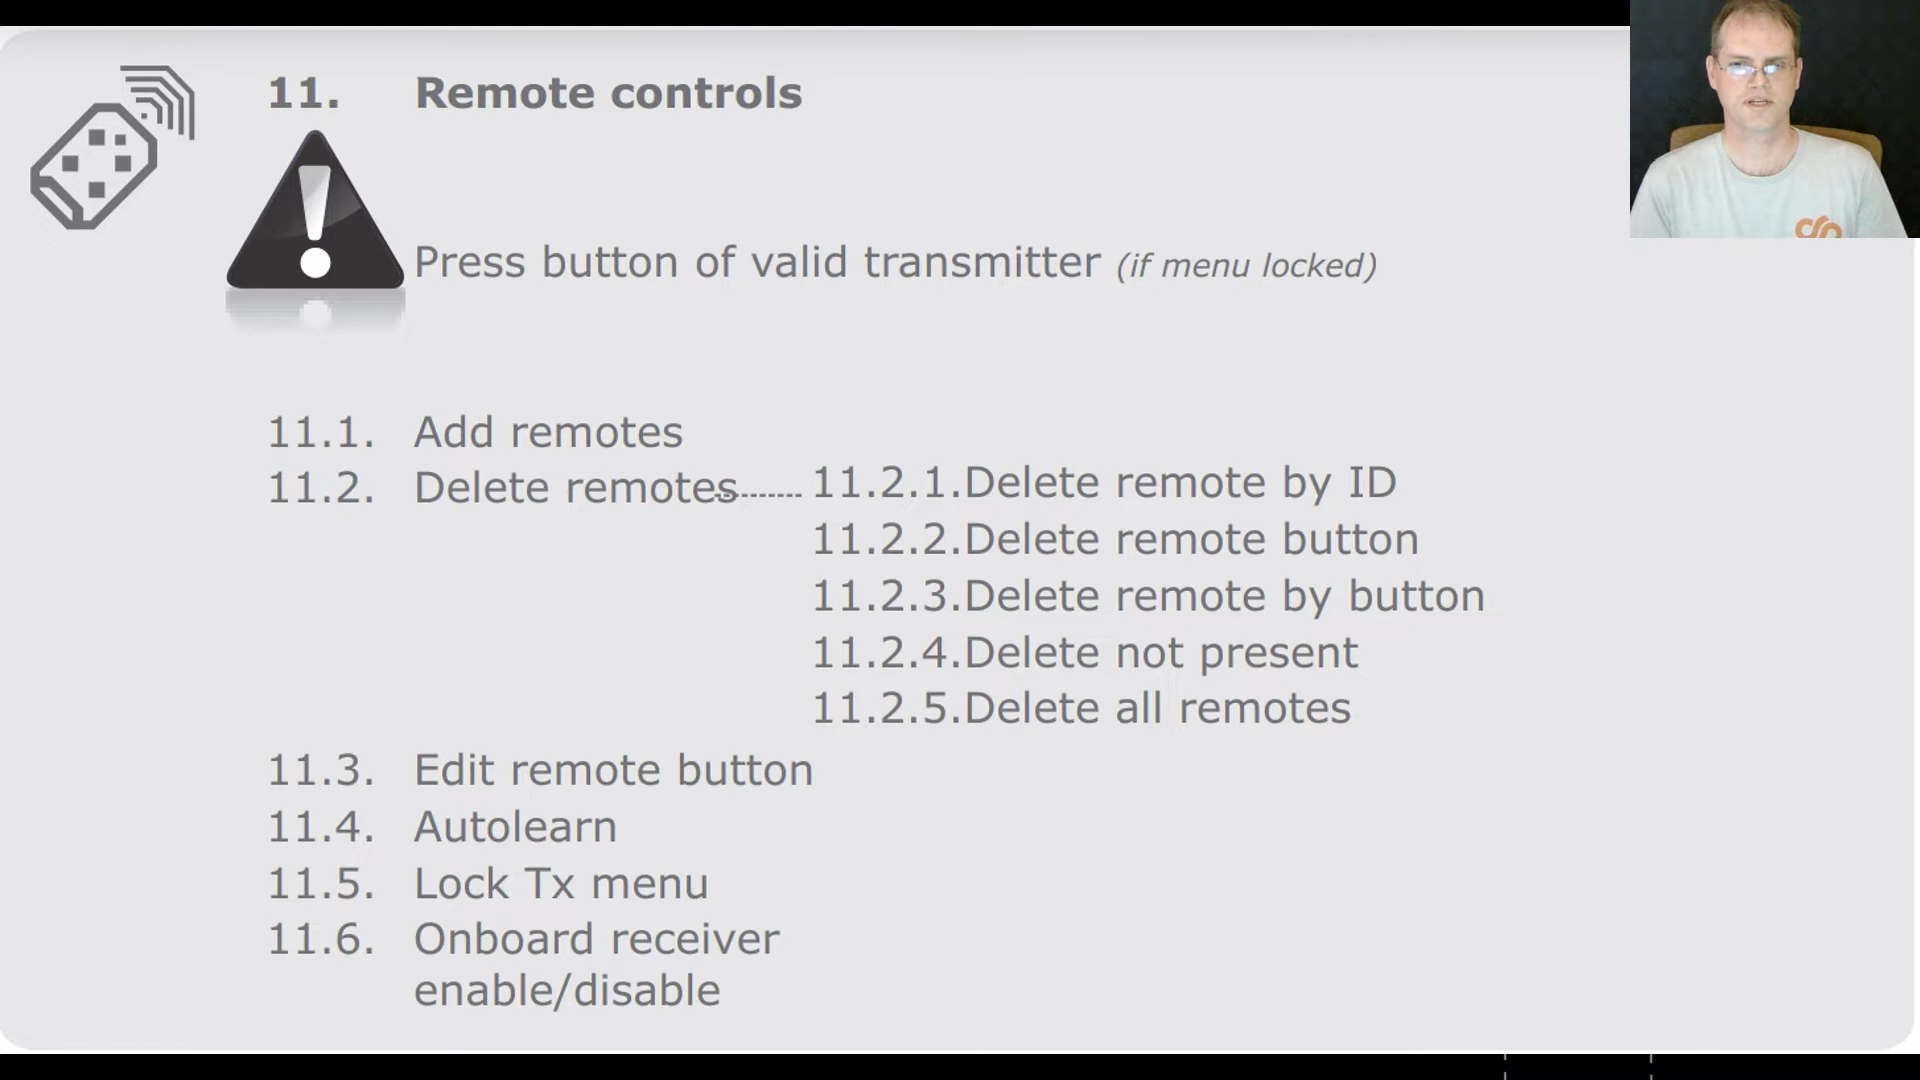 11. Remote controls
Press button of valid transmitter (if menu locked)
11.1. Add remotes
11.2. Delete remotes
11.2.1.Delete remote by ID
11.2.2.Delete remote button
11.2.3.Delete remote by button
11.2.4.Delete not present
11.2.5.Delete all remotes
11.3. Edit remote button
11.4. Autolearn
11.5. Lock Tx menu
11.6. Onboard receiver
enable/disable